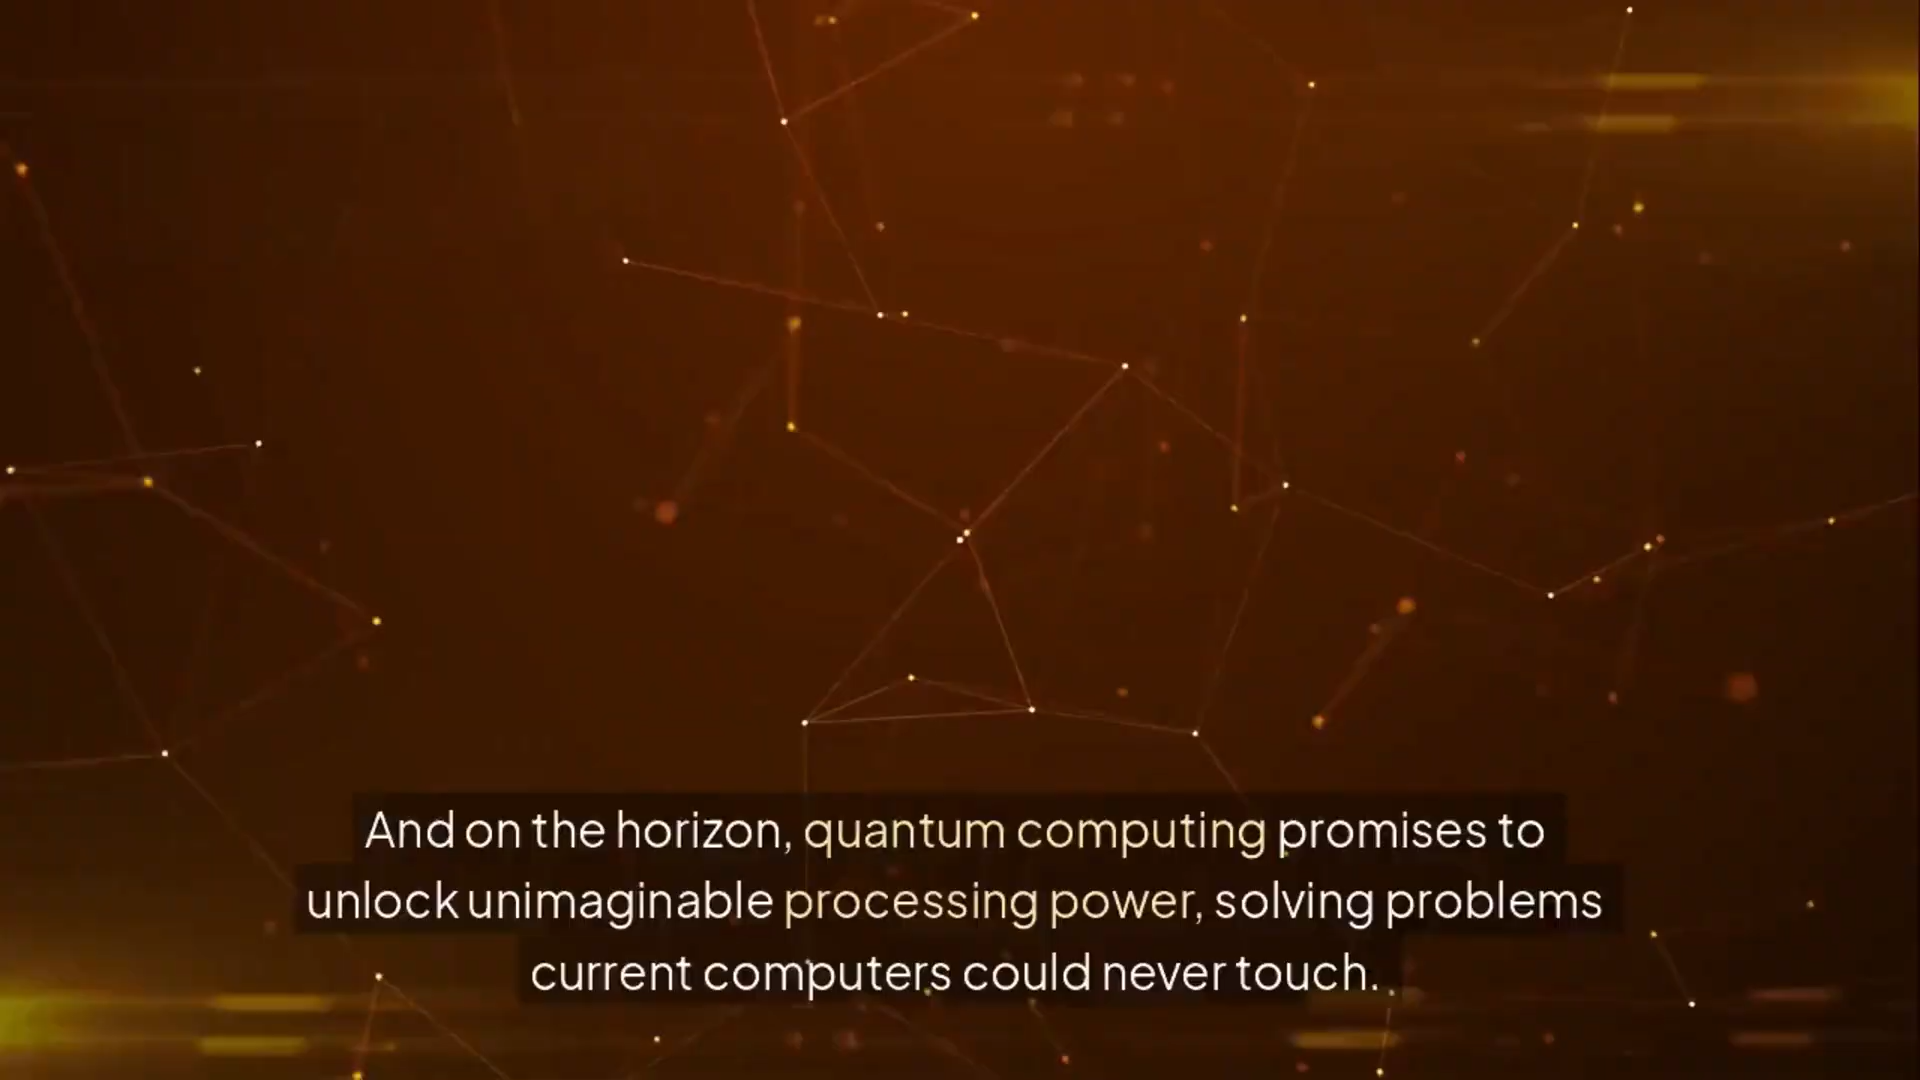 And on the horizon, quantum computing promises to
unlock unimaginable processing power, solving problems
current computers could never touch.